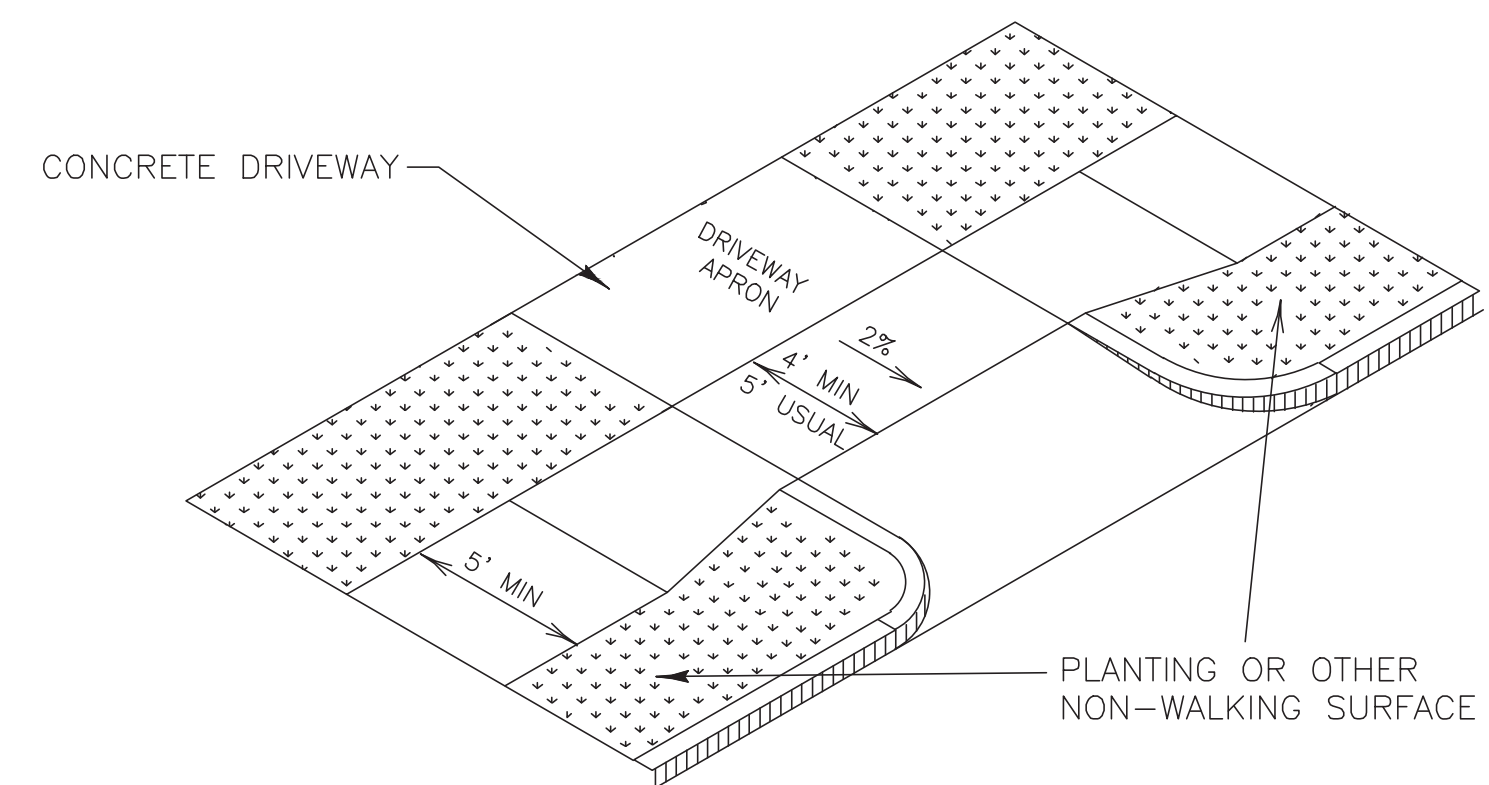 CONCRETE DRIVEWAY
DRIVEWAY
APRON
2%
4' MIN
5' USUAL
5' MIN
PLANTING OR OTHER
NON-WALKING SURFACE